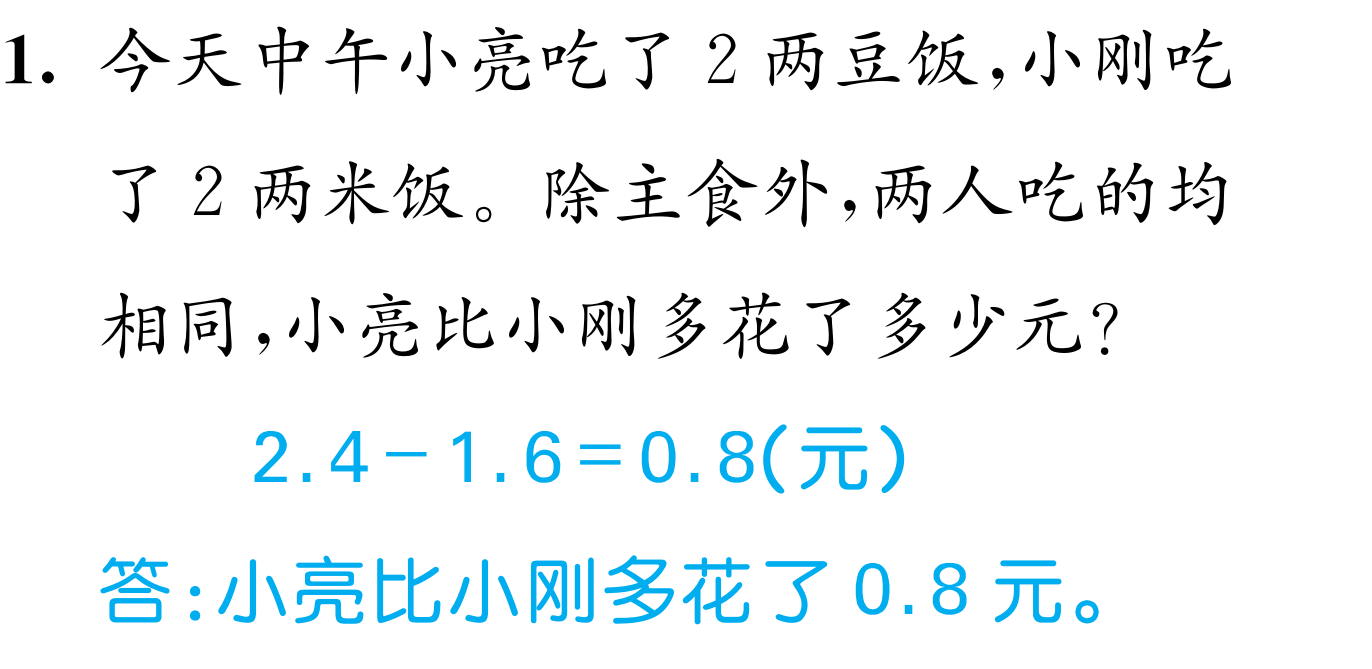 1. 今天中午小亮吃了 2 两豆饭,小刚吃
了 2 两米饭。除主食外,两人吃的均
相同,小亮比小刚多花了多少元?
2.4-1.6=0.8(元)
答:小亮比小刚多花了 0.8 元。